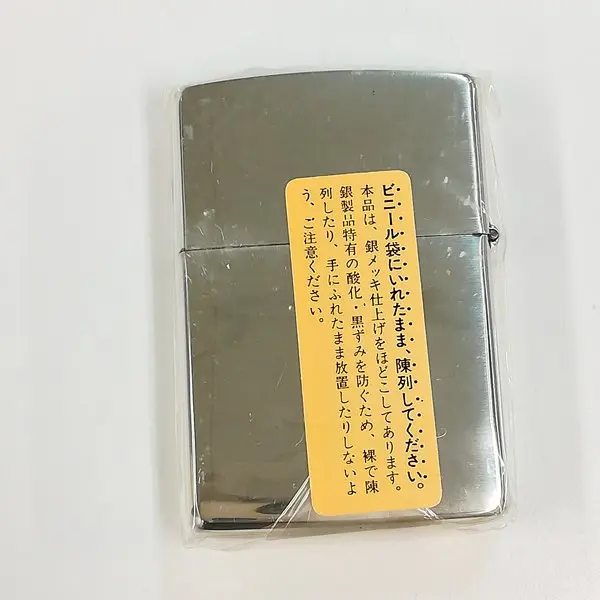 ビニール袋にいれたまま、陳列してください。
本品は、銀メッキ仕上げをほどこしてあります。
銀製品特有の酸化・黒ずみを防ぐため、裸で陳
列したり、手にふれたまま放置したりしないよ
う、ご注意ください。